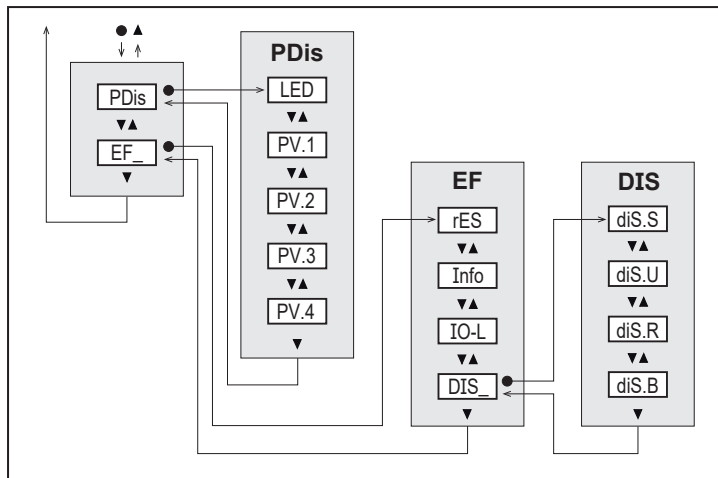 PDis
EF_
PDis
LED
PV.1
PV.2
PV.3
PV.4
EF
rES
Info
IO-L
DIS_
DIS
diS.S
diS.U
diS.R
diS.B